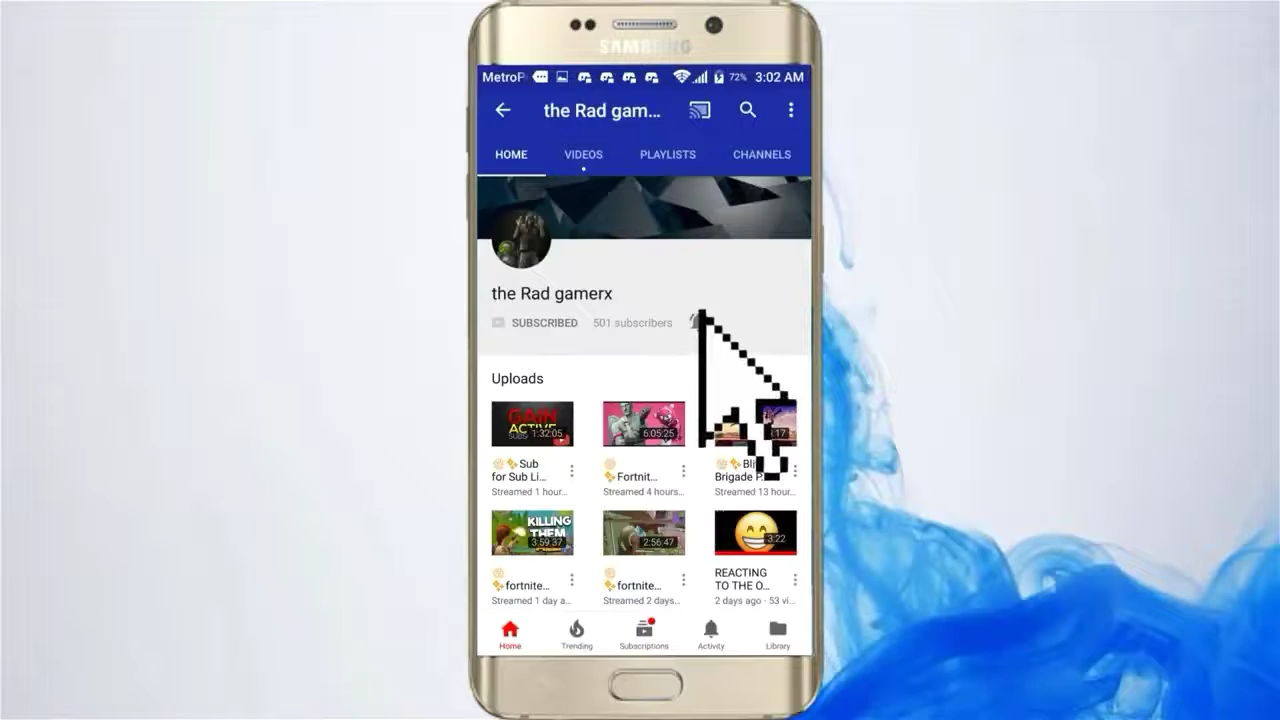 SAMSUNG
MetroP 72% 3:02 AM
the Rad gam...
HOME VIDEOS PLAYLISTS CHANNELS
the Rad gamerx
SUBSCRIBED 501 subscribers
Uploads
GAIN
ACTIVE
SUBS 1:32:05
6:05:25
:17
Sub
for Sub Li...
Streamed 1 hour...
Fortnit...
Streamed 4 hours...
Brigade P...
Streamed 13 hour...
KILLING
THEM
3:59:37
2:56:47
3:22
fortnite...
Streamed 1 day a...
fortnite...
Streamed 2 days...
REACTING
TO THE O...
2 days ago · 53 vi...
Home Trending Subscriptions Activity Library